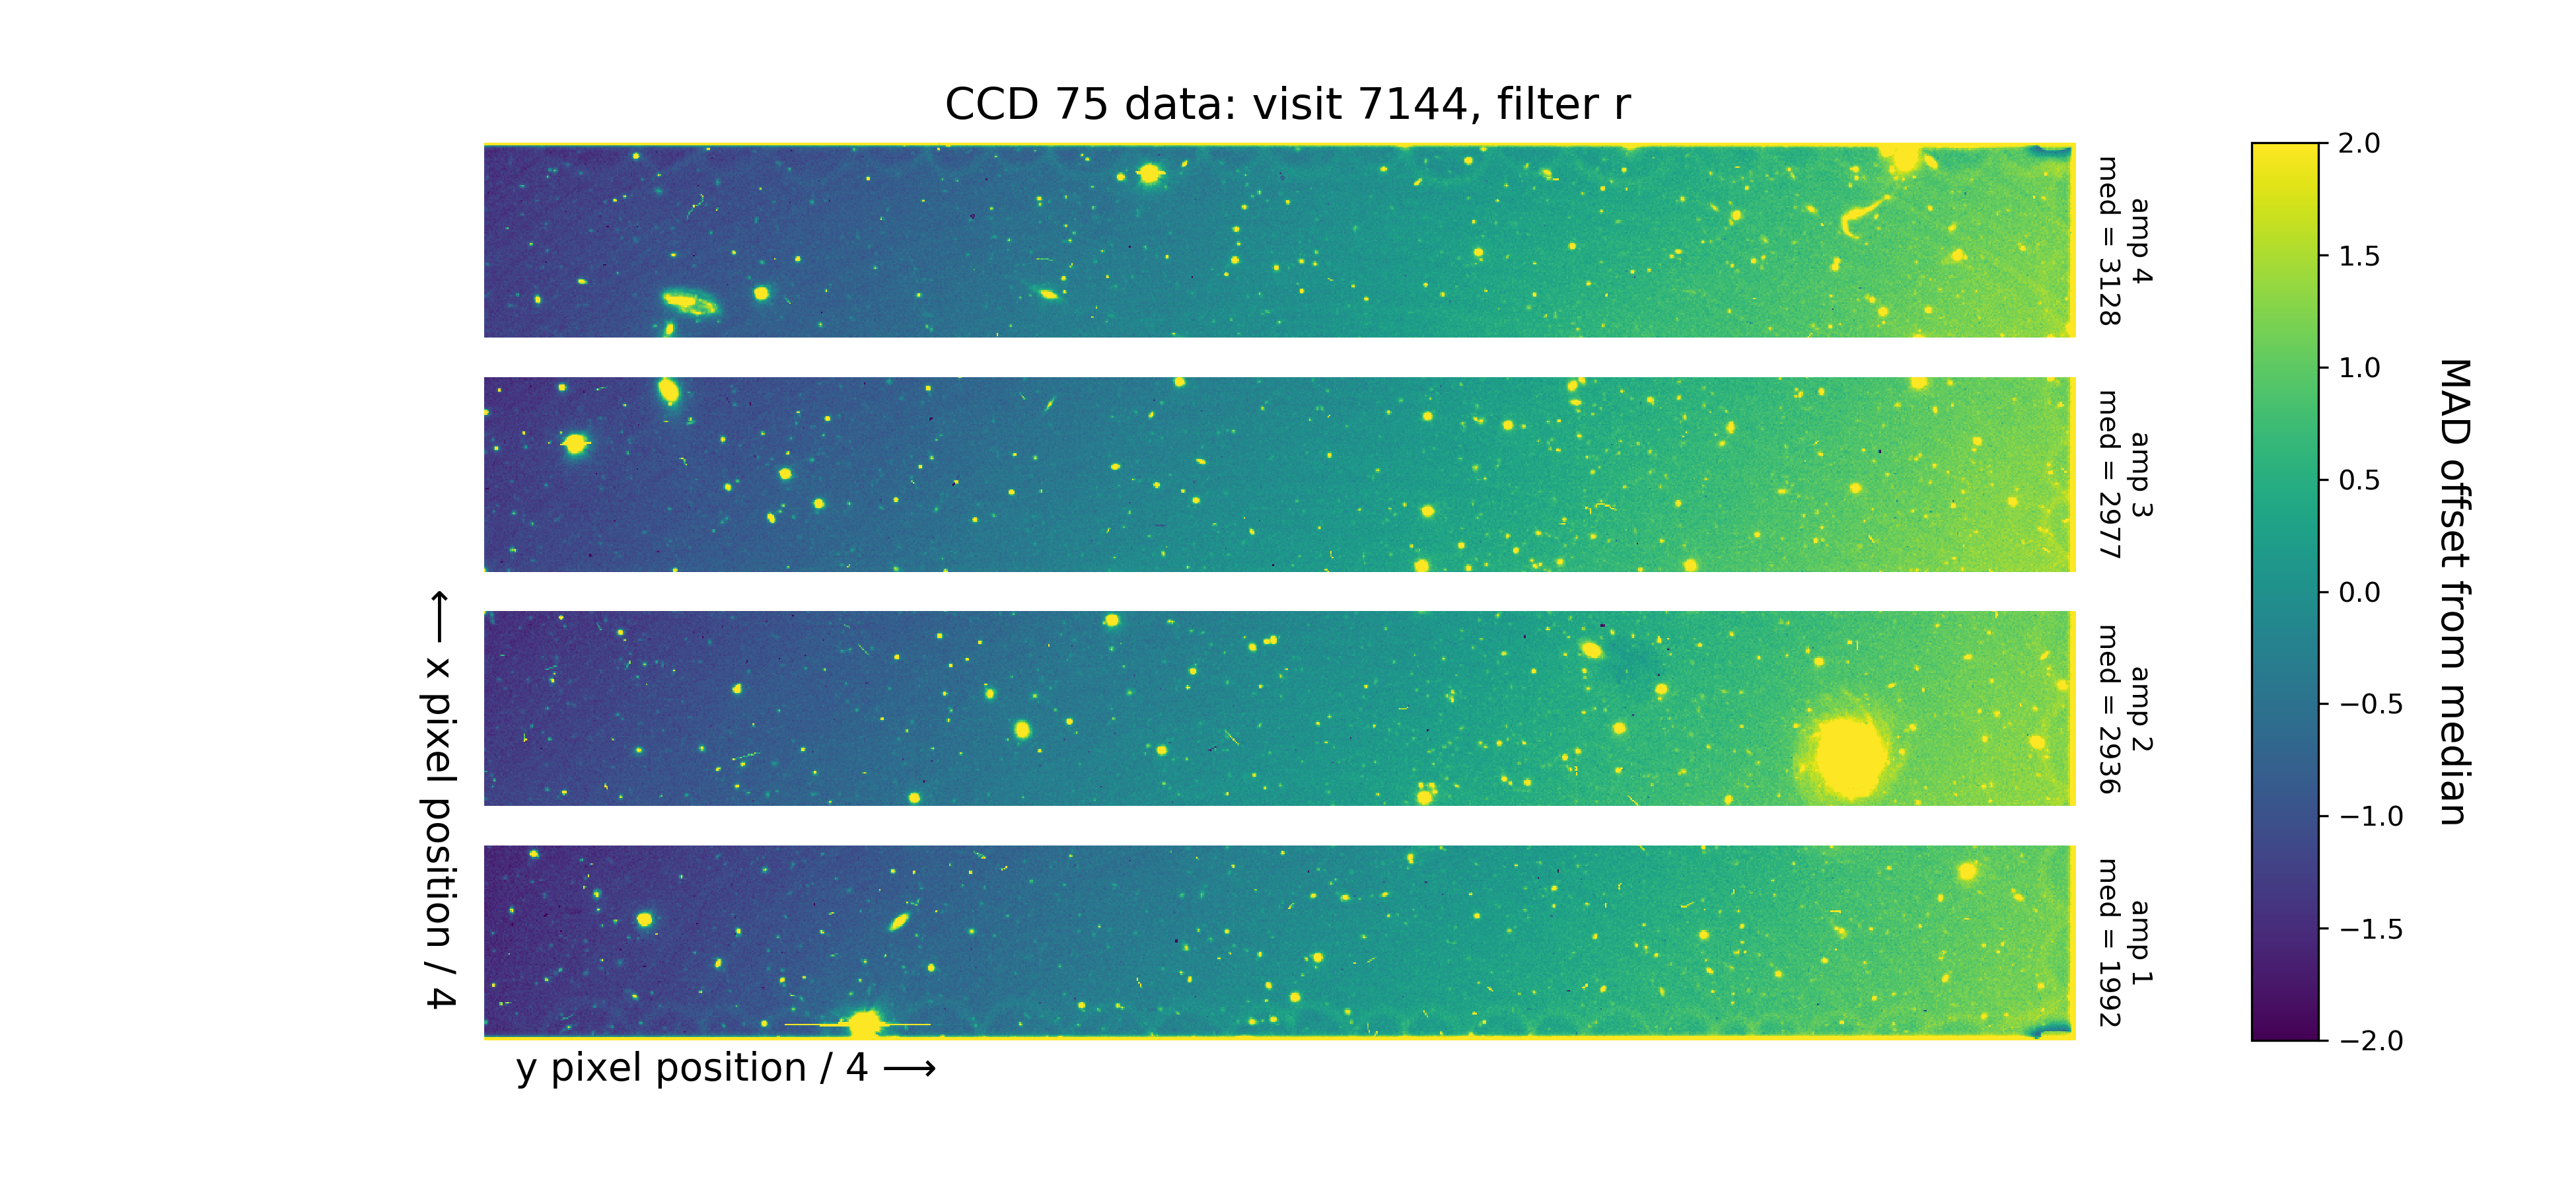 CCD 75 data: visit 7144, filter r
amp 4
med = 3128
amp 3
med = 2977
amp 2
med = 2936
amp 1
med = 1992
⟵ x pixel position / 4
y pixel position / 4 ⟶
2.0
1.5
1.0
0.5
0.0
−0.5
−1.0
−1.5
−2.0
MAD offset from median